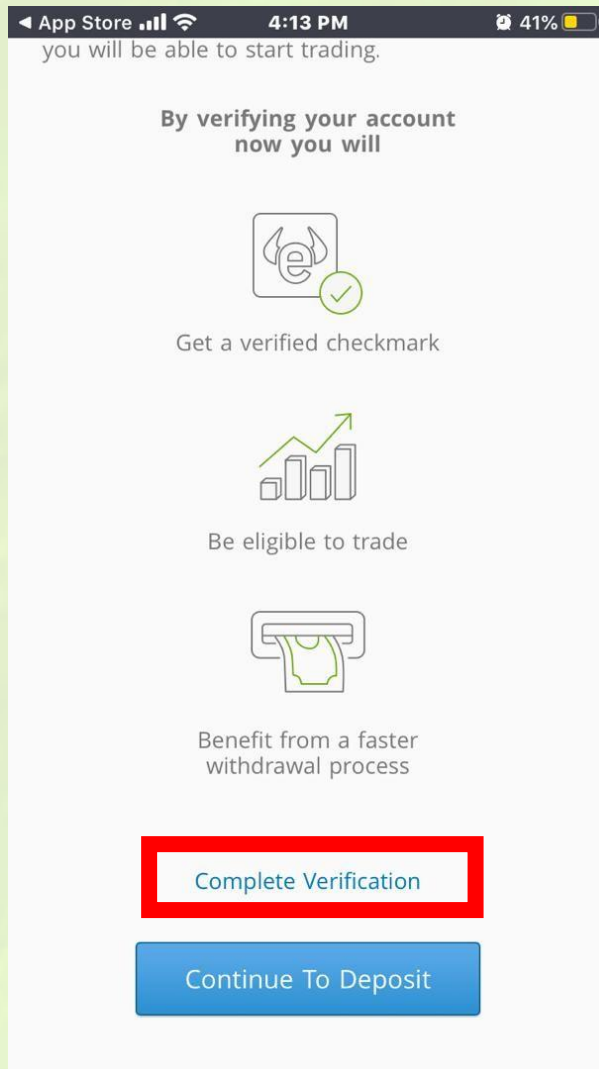 App Store 4:13 PM 41%
you will be able to start trading.
By verifying your account
now you will
e
Get a verified checkmark
Be eligible to trade
Benefit from a faster
withdrawal process
Complete Verification
Continue To Deposit